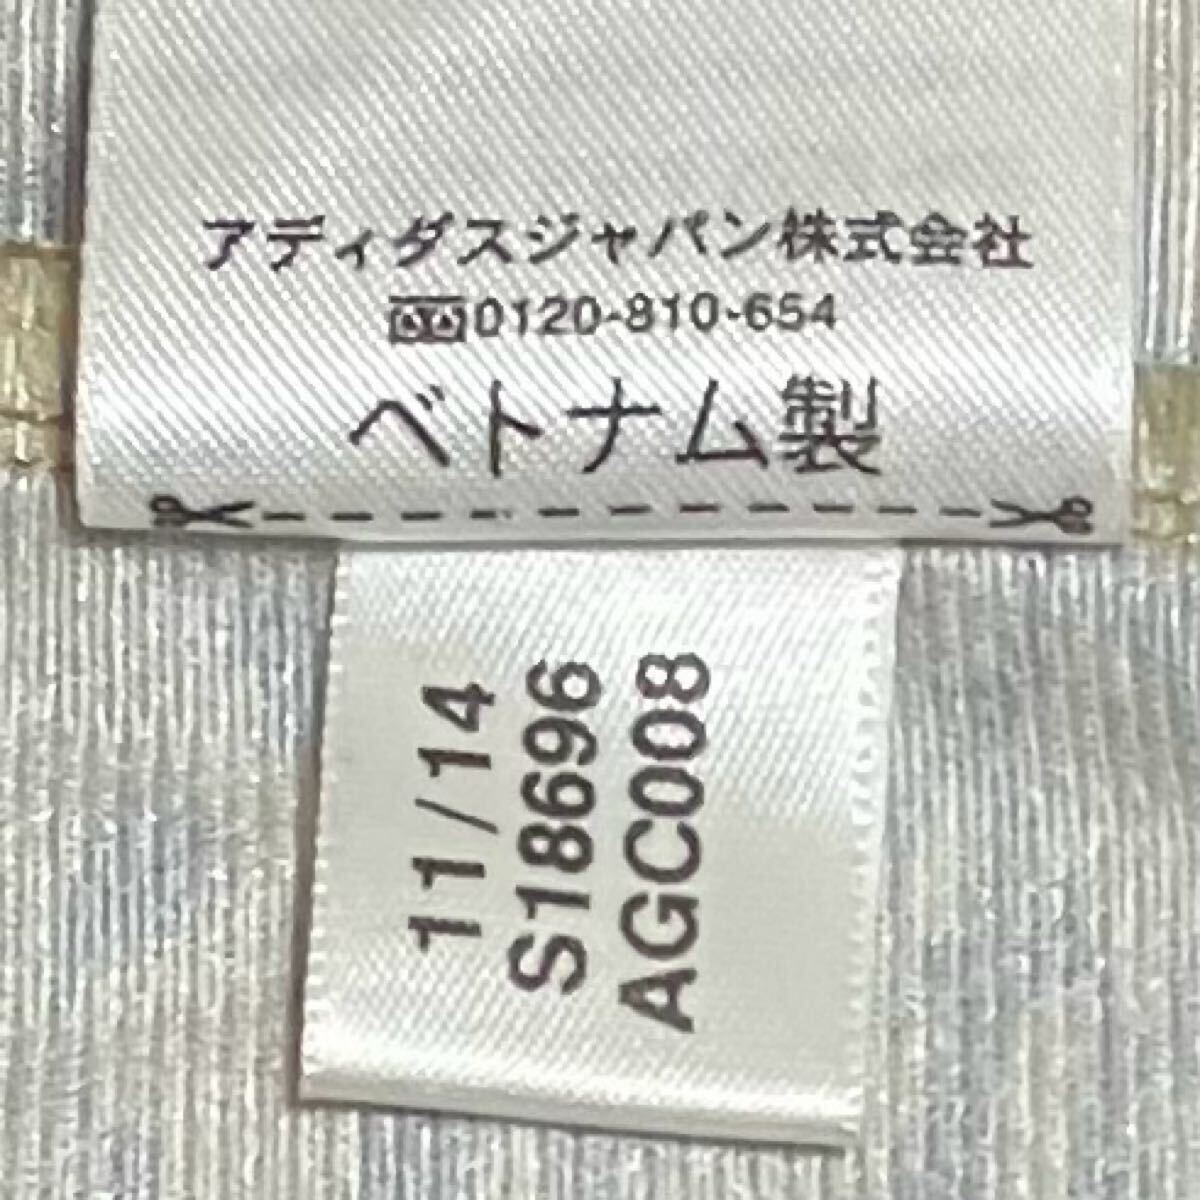 アディダスジャパン株式会社
0120-810-654
ベトナム製
11/14
S18696
AGC008